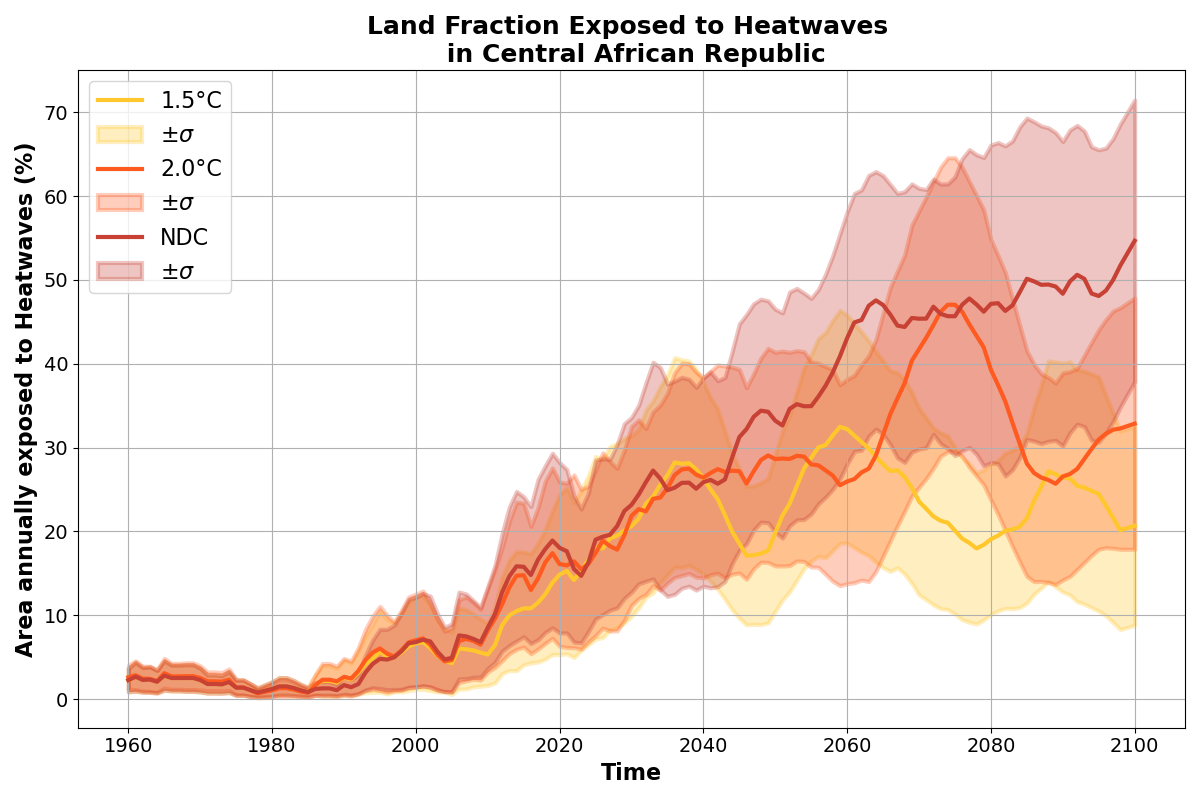 Land Fraction Exposed to Heatwaves
in Central African Republic
Area annually exposed to Heatwaves (%)
1.5°C
±σ
2.0°C
±σ
NDC
±σ
70
60
50
40
30
20
10
0
1960 1980 2000 2020 2040 2060 2080 2100
Time